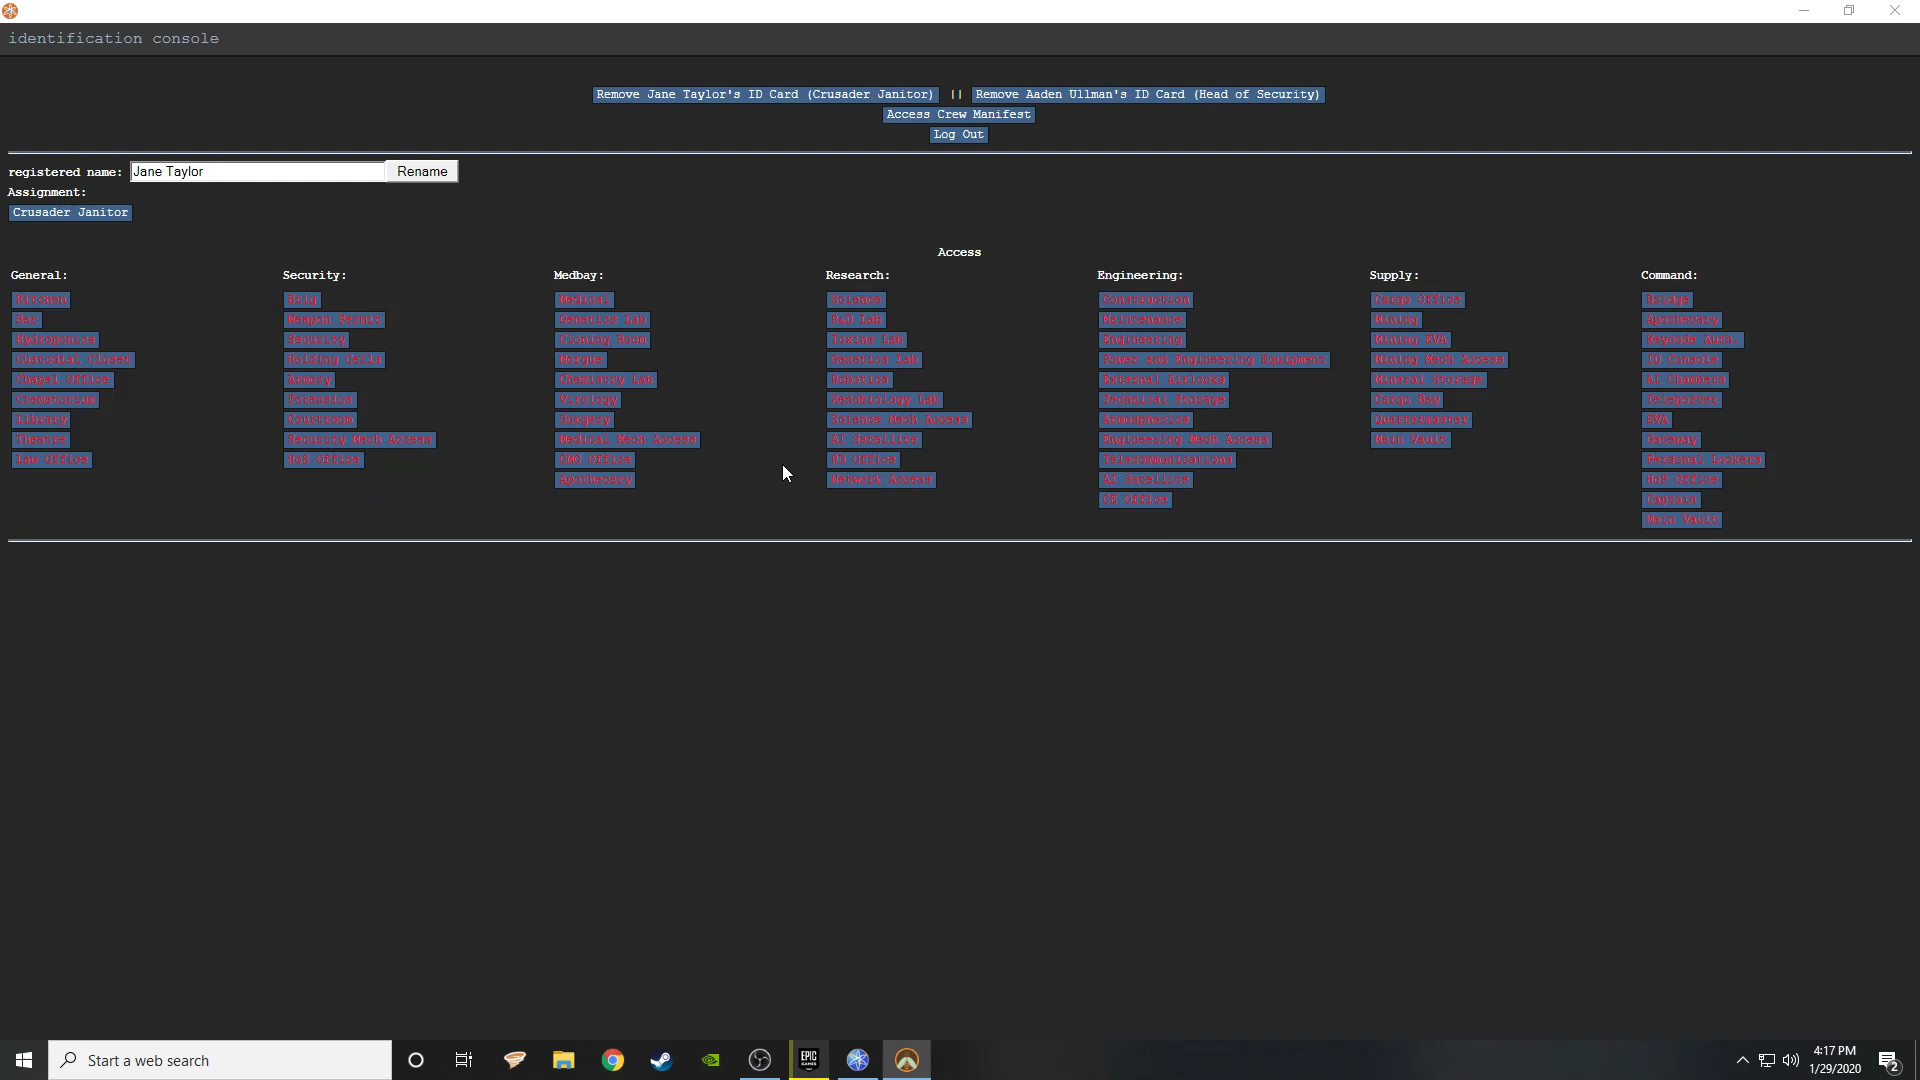 identification console
Remove Jane Taylor's ID Card (Crusader Janitor) || Remove Aaden Ullman's ID Card (Head of Security)
Access Crew Manifest
Log Out
registered name: Jane Taylor Rename
Assignment:
Crusader Janitor
Access
General: Security: Medbay: Research: Engineering: Supply: Command:
Kitchen Brig Medical Science Construction Cargo Office Bridge
Bar Weapon Permit Genetics Lab R&D Lab Maintenance Mining Apothecary
Hydroponics Security Cloning Room Toxins Lab Engineering Mining EVA Keycode Auth.
Custodial Closet Holding Cells Morgue Genetics Lab Power and Engineering Equipment Mining Mech Access ID Console
Chapel Office Armory Chemistry Lab Robotics External Airlocks Mineral Storage AI Chambers
Crematorium Forensics Virology Xenobiology Lab Technical Storage Cargo Bay Teleporter
Library Courtroom Surgery Science Mech Access Atmospherics Quartermaster EVA
Theatre Security Mech Access Medical Mech Access AI Satellite Engineering Mech Access Main Vault Gateway
Law Office HoS Office CMO Office RD Office Telecommunications Personal Lockers
Apothecary Network Access AI Satellite HoP Office
CE Office Captain
Main Vault
Start a web search
EPIC
GAMES
4:17 PM
1/29/2020
2